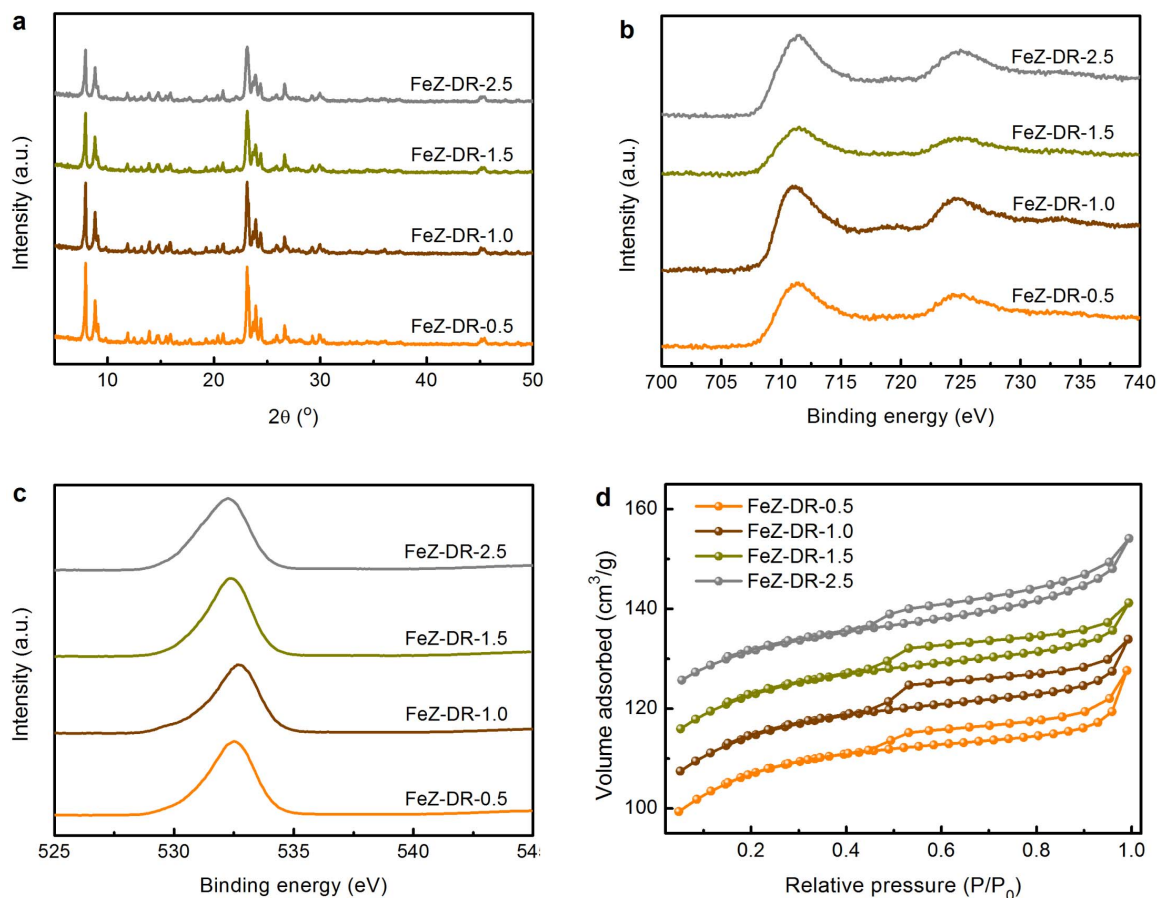 a
FeZ-DR-2.5
FeZ-DR-1.5
FeZ-DR-1.0
FeZ-DR-0.5
Intensity (a.u.)
10 20 30 40 50
2θ (°)
b
FeZ-DR-2.5
FeZ-DR-1.5
FeZ-DR-1.0
FeZ-DR-0.5
Intensity (a.u.)
700 705 710 715 720 725 730 735 740
Binding energy (eV)
c
FeZ-DR-2.5
FeZ-DR-1.5
FeZ-DR-1.0
FeZ-DR-0.5
Intensity (a.u.)
525 530 535 540 545
Binding energy (eV)
d
FeZ-DR-0.5
FeZ-DR-1.0
FeZ-DR-1.5
FeZ-DR-2.5
Volume adsorbed (cm³/g)
160
140
120
100
0.2 0.4 0.6 0.8 1.0
Relative pressure (P/P₀)